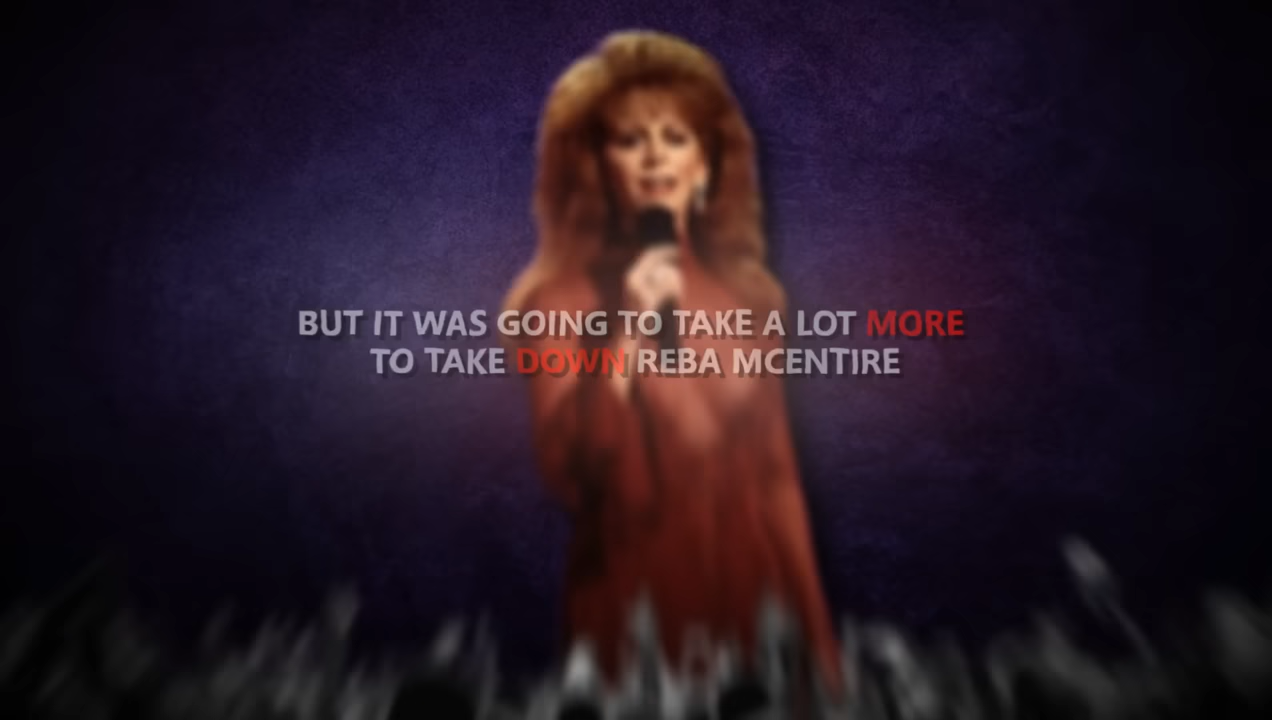 BUT IT WAS GOING TO TAKE A LOT MORE
TO TAKE DOWN REBA MCENTIRE